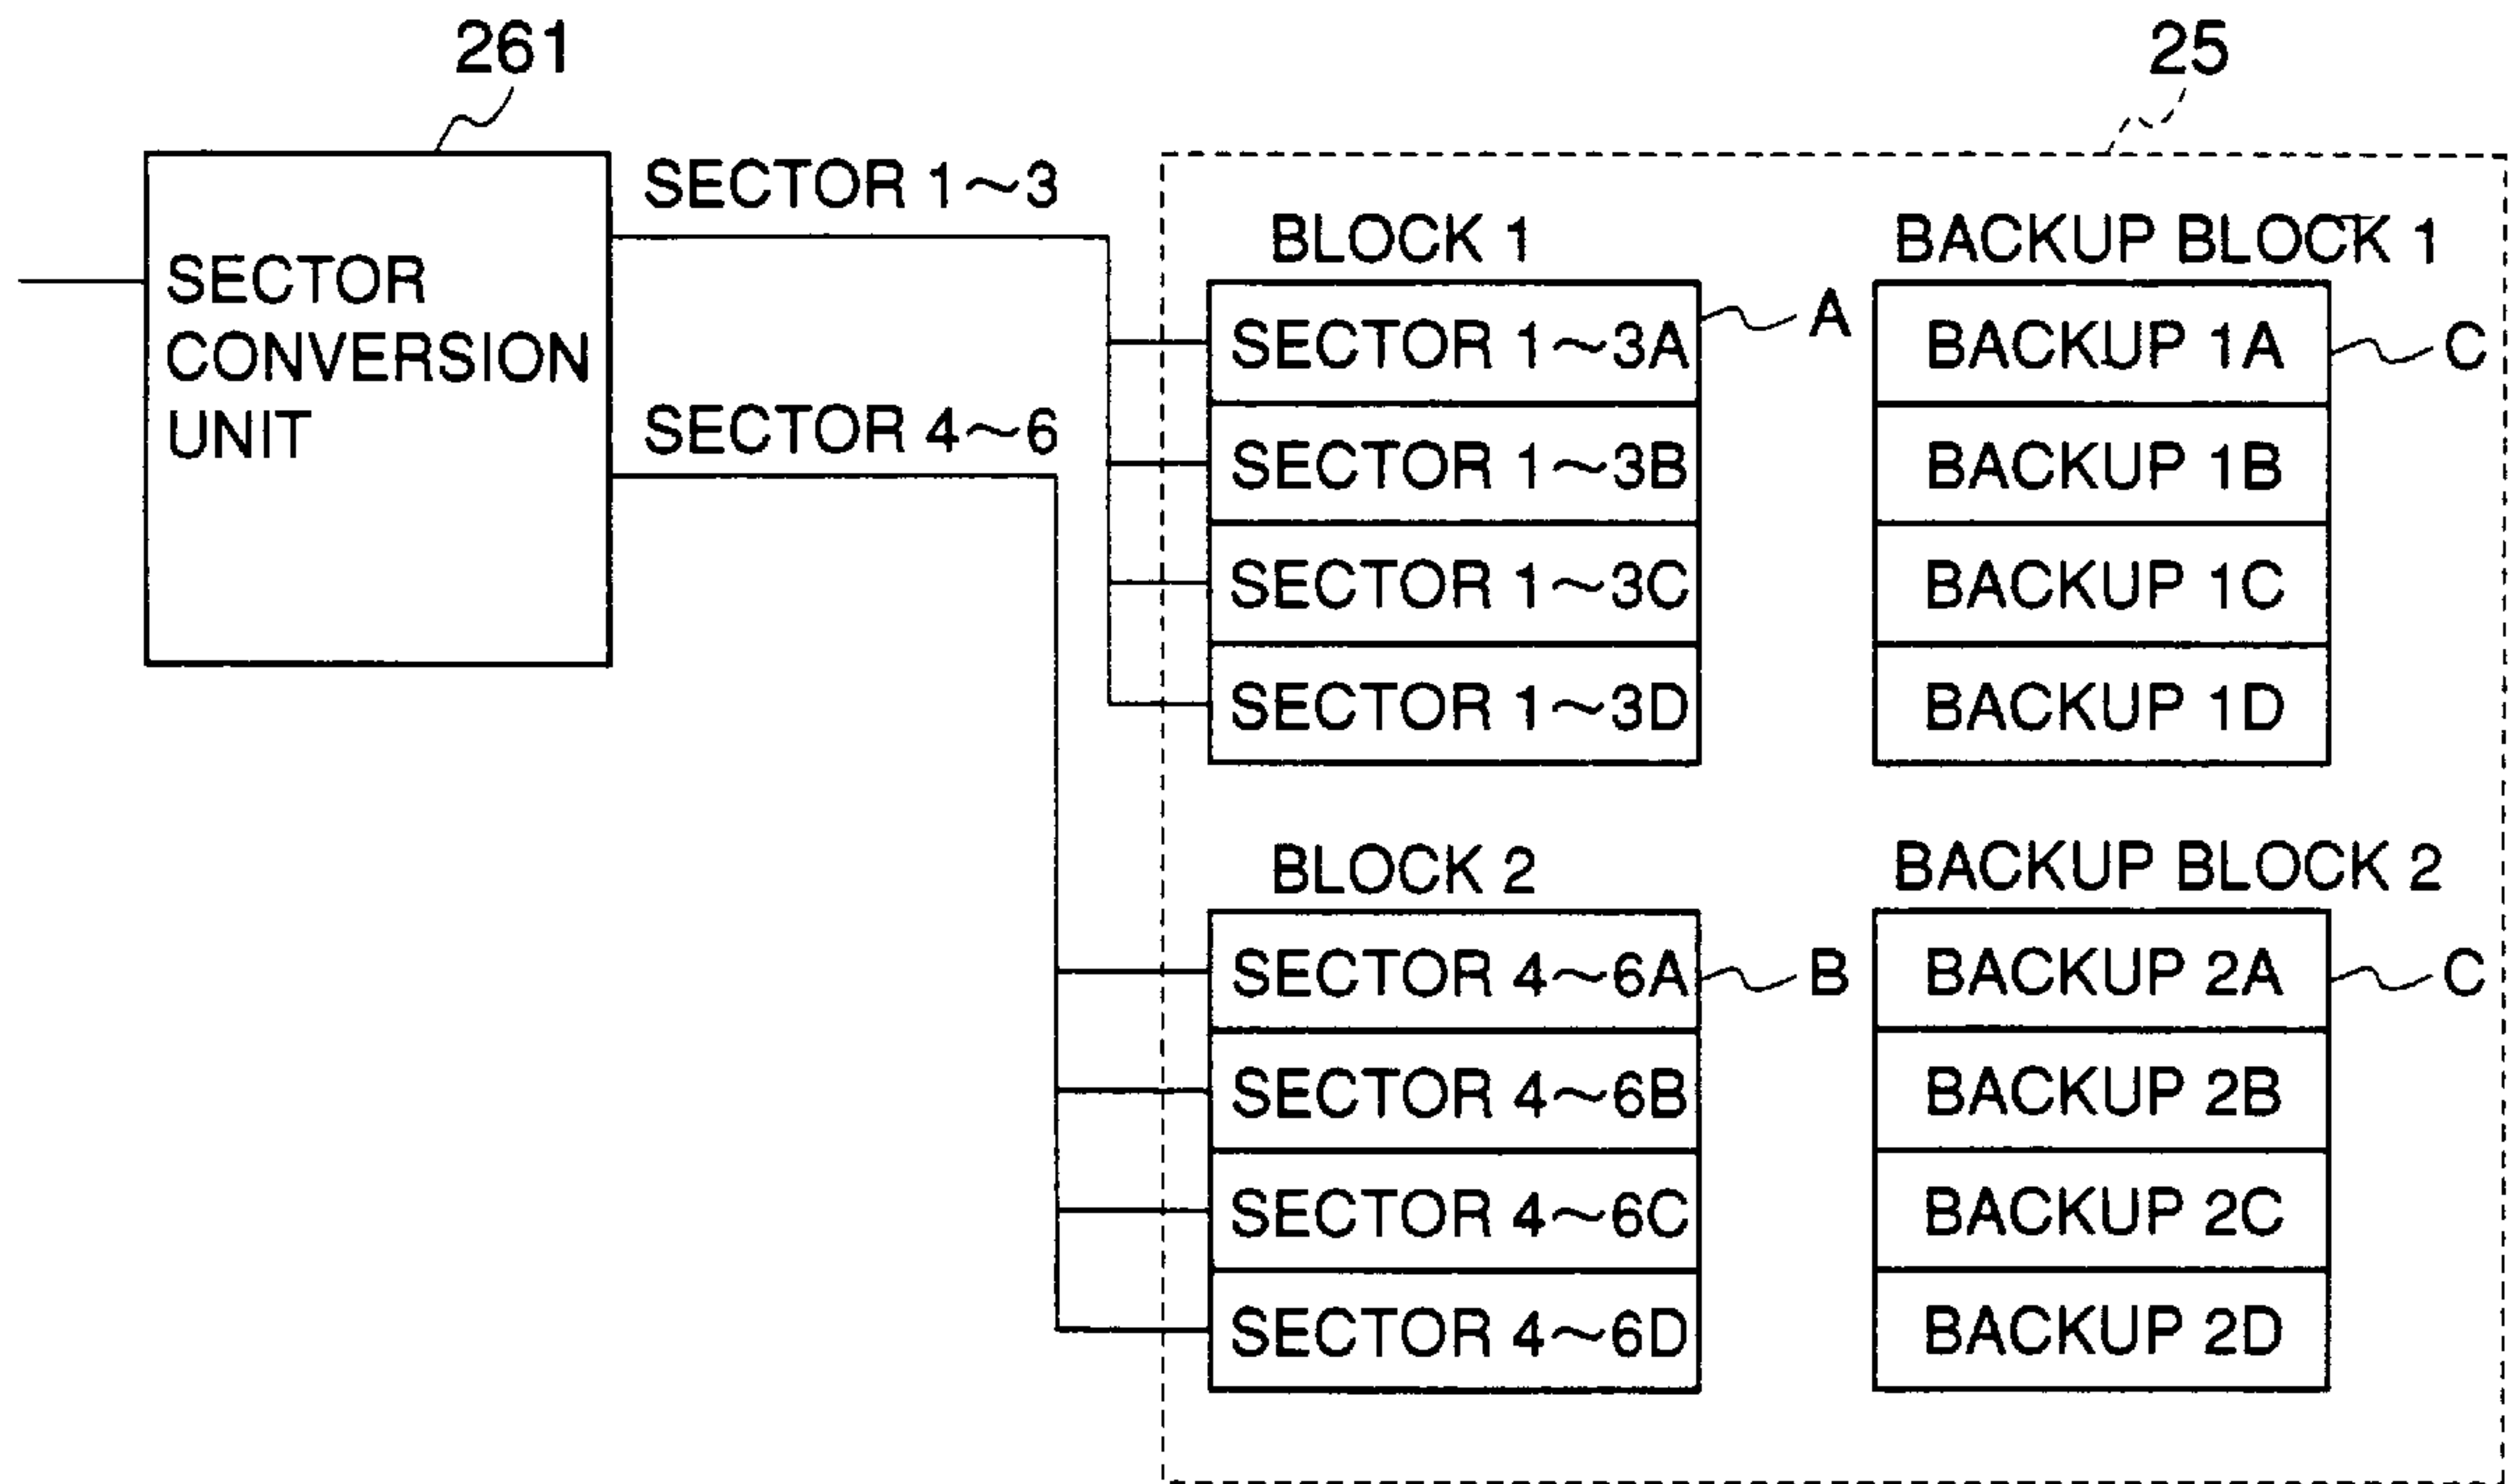 261
25
SECTOR CONVERSION UNIT
SECTOR 1～3
SECTOR 4～6
BLOCK 1
SECTOR 1～3A
A
SECTOR 1～3B
SECTOR 1～3C
SECTOR 1～3D
BACKUP BLOCK 1
BACKUP 1A
C
BACKUP 1B
BACKUP 1C
BACKUP 1D
BLOCK 2
SECTOR 4～6A
B
SECTOR 4～6B
SECTOR 4～6C
SECTOR 4～6D
BACKUP BLOCK 2
BACKUP 2A
C
BACKUP 2B
BACKUP 2C
BACKUP 2D